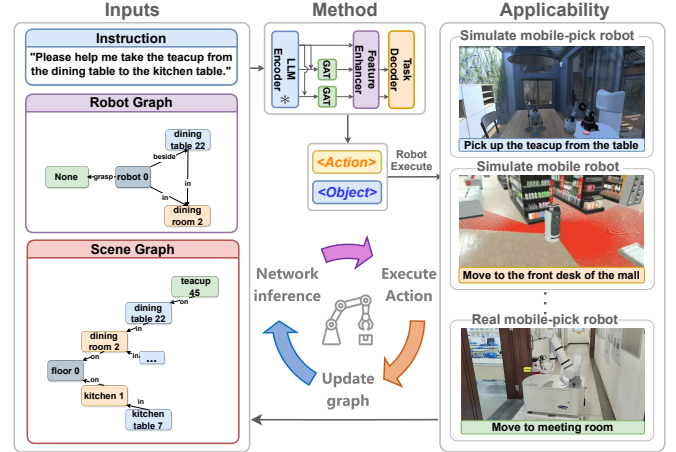 Inputs
Instruction
"Please help me take the teacup from
the dining table to the kitchen table."
Robot Graph
dining
table 22
beside
None
grasp
robot 0
in
in
dining
room 2
Scene Graph
teacup
45
on
dining
table 22
in
dining
room 2
in
...
on
floor 0
on
kitchen 1
in
kitchen
table 7
Method
LLM
Encoder
GAT
GAT
Feature
Enhancer
Task
Decoder
<Action>
<Object>
Robot
Execute
Network
inference
Execute
Action
Update
graph
Applicability
Simulate mobile-pick robot
Pick up the teacup from the table
Simulate mobile robot
Move to the front desk of the mall
Real mobile-pick robot
Move to meeting room